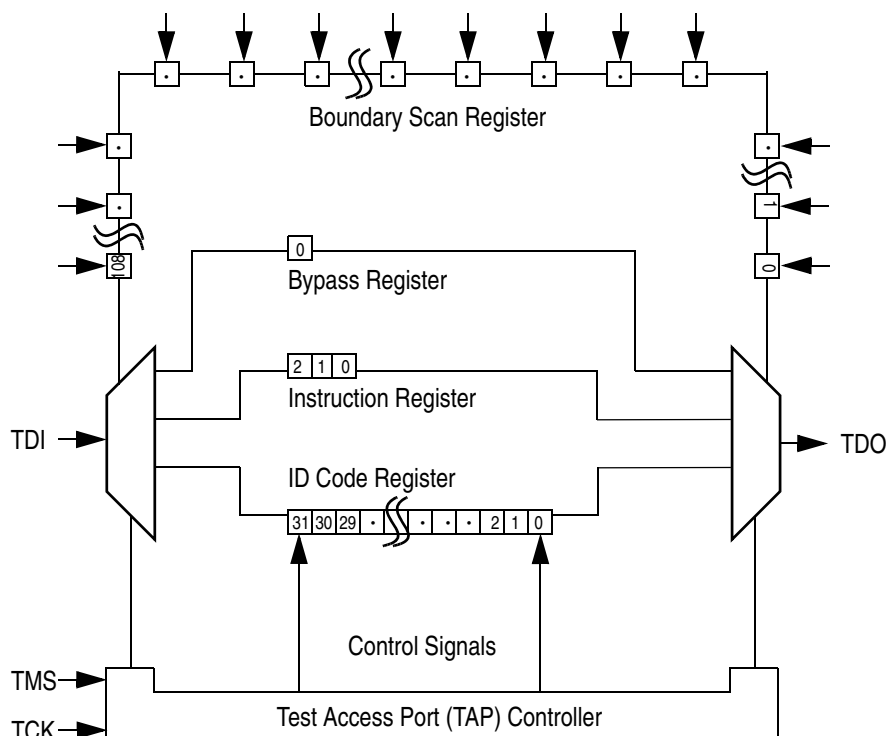 · · · · · · · ·
Boundary Scan Register
· ·
· 1
108 0
0
Bypass Register
2 1 0
Instruction Register
TDI TDO
ID Code Register
31 30 29 · · · · 2 1 0
Control Signals
TMS
Test Access Port (TAP) Controller
TCK